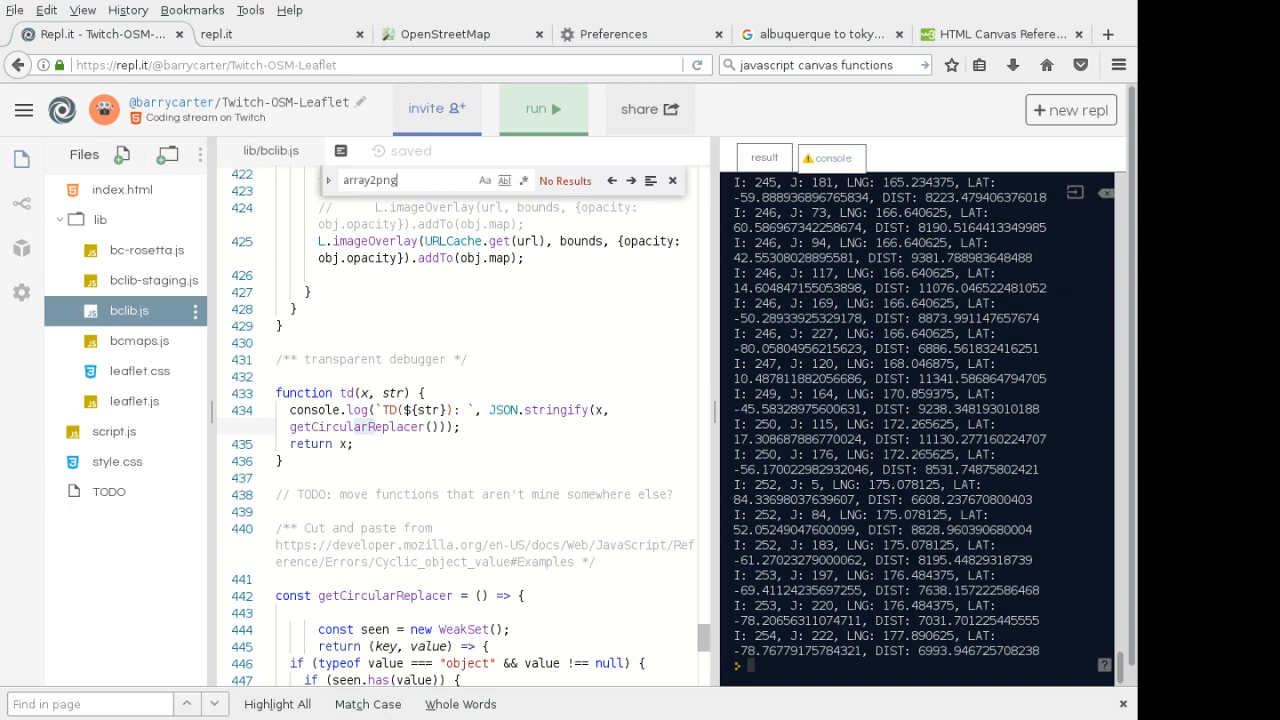 File Edit View History Bookmarks Tools Help
Repl.it - Twitch-OSM-... × repl.it × OpenStreetMap × Preferences × albuquerque to toky... × HTML Canvas Refere... × +
https://repl.it/@barrycarter/Twitch-OSM-Leaflet javascript canvas functions
@barrycarter/Twitch-OSM-Leaflet
Coding stream on Twitch
invite run share + new repl
Files
index.html
lib
bc-rosetta.js
bclib-staging.js
bclib.js
bcmaps.js
leaflet.css
leaflet.js
script.js
style.css
TODO
lib/bclib.js saved
array2png Aa Abl .* No Results
422
423
424 // L.imageOverlay(url, bounds, {opacity:
obj.opacity}).addTo(obj.map);
425 L.imageOverlay(URLCache.get(url), bounds, {opacity:
obj.opacity}).addTo(obj.map);
426
427 }
428 }
429 }
430
431 /** transparent debugger */
432
433 function td(x, str) {
434 console.log(`TD(${str}): `, JSON.stringify(x,
getCircularReplacer()));
435 return x;
436 }
437
438 // TODO: move functions that aren't mine somewhere else?
439
440 /** Cut and paste from
https://developer.mozilla.org/en-US/docs/Web/JavaScript/Ref
erence/Errors/Cyclic_object_value#Examples */
441
442 const getCircularReplacer = () => {
443
444 const seen = new WeakSet();
445 return (key, value) => {
446 if (typeof value === "object" && value !== null) {
447 if (seen.has(value)) {
result console
I: 245, J: 181, LNG: 165.234375, LAT:
-59.888936896765834, DIST: 8223.479406376018
I: 246, J: 73, LNG: 166.640625, LAT:
60.586967342258674, DIST: 8190.5164413349985
I: 246, J: 94, LNG: 166.640625, LAT:
42.55308028895581, DIST: 9381.788983648488
I: 246, J: 117, LNG: 166.640625, LAT:
14.604847155053898, DIST: 11076.046522481052
I: 246, J: 169, LNG: 166.640625, LAT:
-50.28933925329178, DIST: 8873.991147657674
I: 246, J: 227, LNG: 166.640625, LAT:
-80.05804956215623, DIST: 6886.561832416251
I: 247, J: 120, LNG: 168.046875, LAT:
10.487811882056686, DIST: 11341.586864794705
I: 249, J: 164, LNG: 170.859375, LAT:
-45.58328975600631, DIST: 9238.348193010188
I: 250, J: 115, LNG: 172.265625, LAT:
17.308687886770024, DIST: 11130.277160224707
I: 250, J: 176, LNG: 172.265625, LAT:
-56.170022982932046, DIST: 8531.74875802421
I: 252, J: 5, LNG: 175.078125, LAT:
84.33698037639607, DIST: 6608.237670800403
I: 252, J: 84, LNG: 175.078125, LAT:
52.05249047600099, DIST: 8828.960390680004
I: 252, J: 183, LNG: 175.078125, LAT:
-61.27023279000062, DIST: 8195.44829318739
I: 253, J: 197, LNG: 176.484375, LAT:
-69.41124235697255, DIST: 7638.157222586468
I: 253, J: 220, LNG: 176.484375, LAT:
-78.20656311074711, DIST: 7031.701225445555
I: 254, J: 222, LNG: 177.890625, LAT:
-78.76779175784321, DIST: 6993.946725708238
>
?
Find in page Highlight All Match Case Whole Words ×